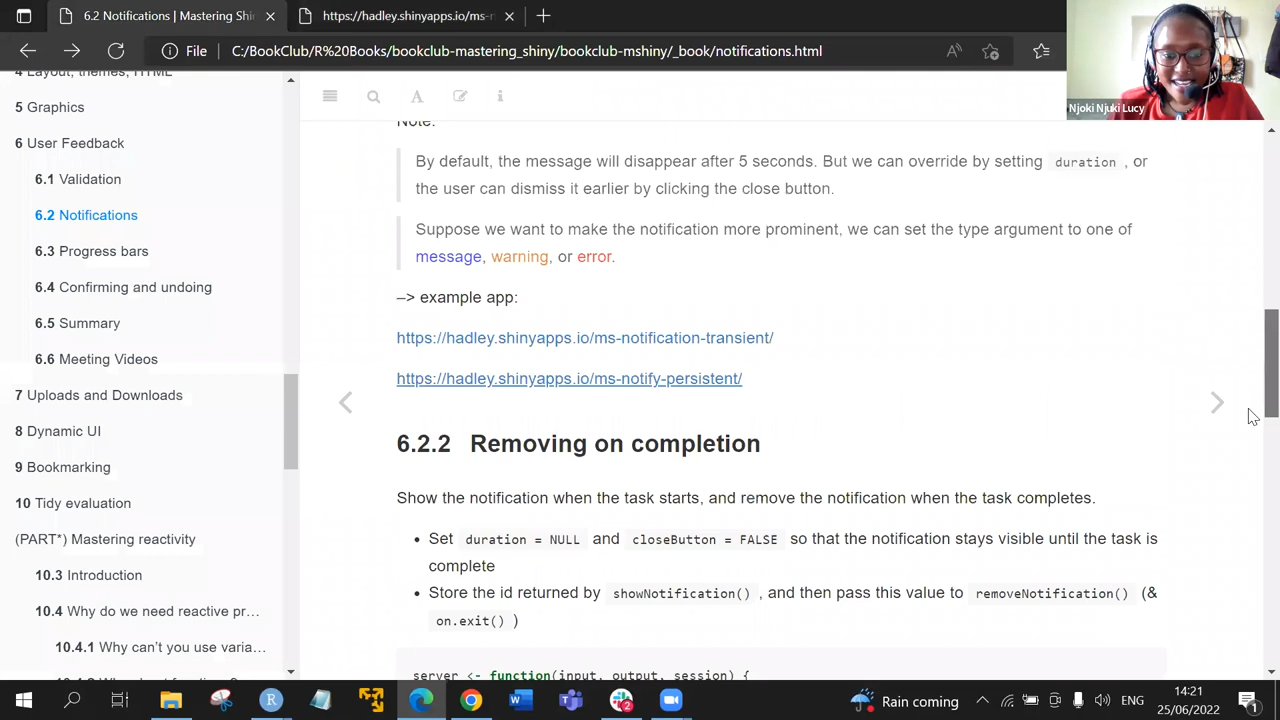 6.2 Notifications | Mastering Shi
https://hadley.shinyapps.io/ms-n
File
C:/BookClub/R%20Books/bookclub-mastering_shiny/bookclub-mshiny/_book/notifications.html
Njoki Njuki Lucy
4 Layout, themes, HTML
5 Graphics
6 User Feedback
6.1 Validation
6.2 Notifications
6.3 Progress bars
6.4 Confirming and undoing
6.5 Summary
6.6 Meeting Videos
7 Uploads and Downloads
8 Dynamic UI
9 Bookmarking
10 Tidy evaluation
(PART*) Mastering reactivity
10.3 Introduction
10.4 Why do we need reactive pr…
10.4.1 Why can't you use varia…
Note:
By default, the message will disappear after 5 seconds. But we can override by setting duration , or
the user can dismiss it earlier by clicking the close button.
Suppose we want to make the notification more prominent, we can set the type argument to one of
message, warning, or error.
–> example app:
https://hadley.shinyapps.io/ms-notification-transient/
https://hadley.shinyapps.io/ms-notify-persistent/
6.2.2 Removing on completion
Show the notification when the task starts, and remove the notification when the task completes.
• Set duration = NULL and closeButton = FALSE so that the notification stays visible until the task is
complete
• Store the id returned by showNotification() , and then pass this value to removeNotification() (&
on.exit() )
server <- function(input, output, session) {
Rain coming
ENG
14:21
25/06/2022